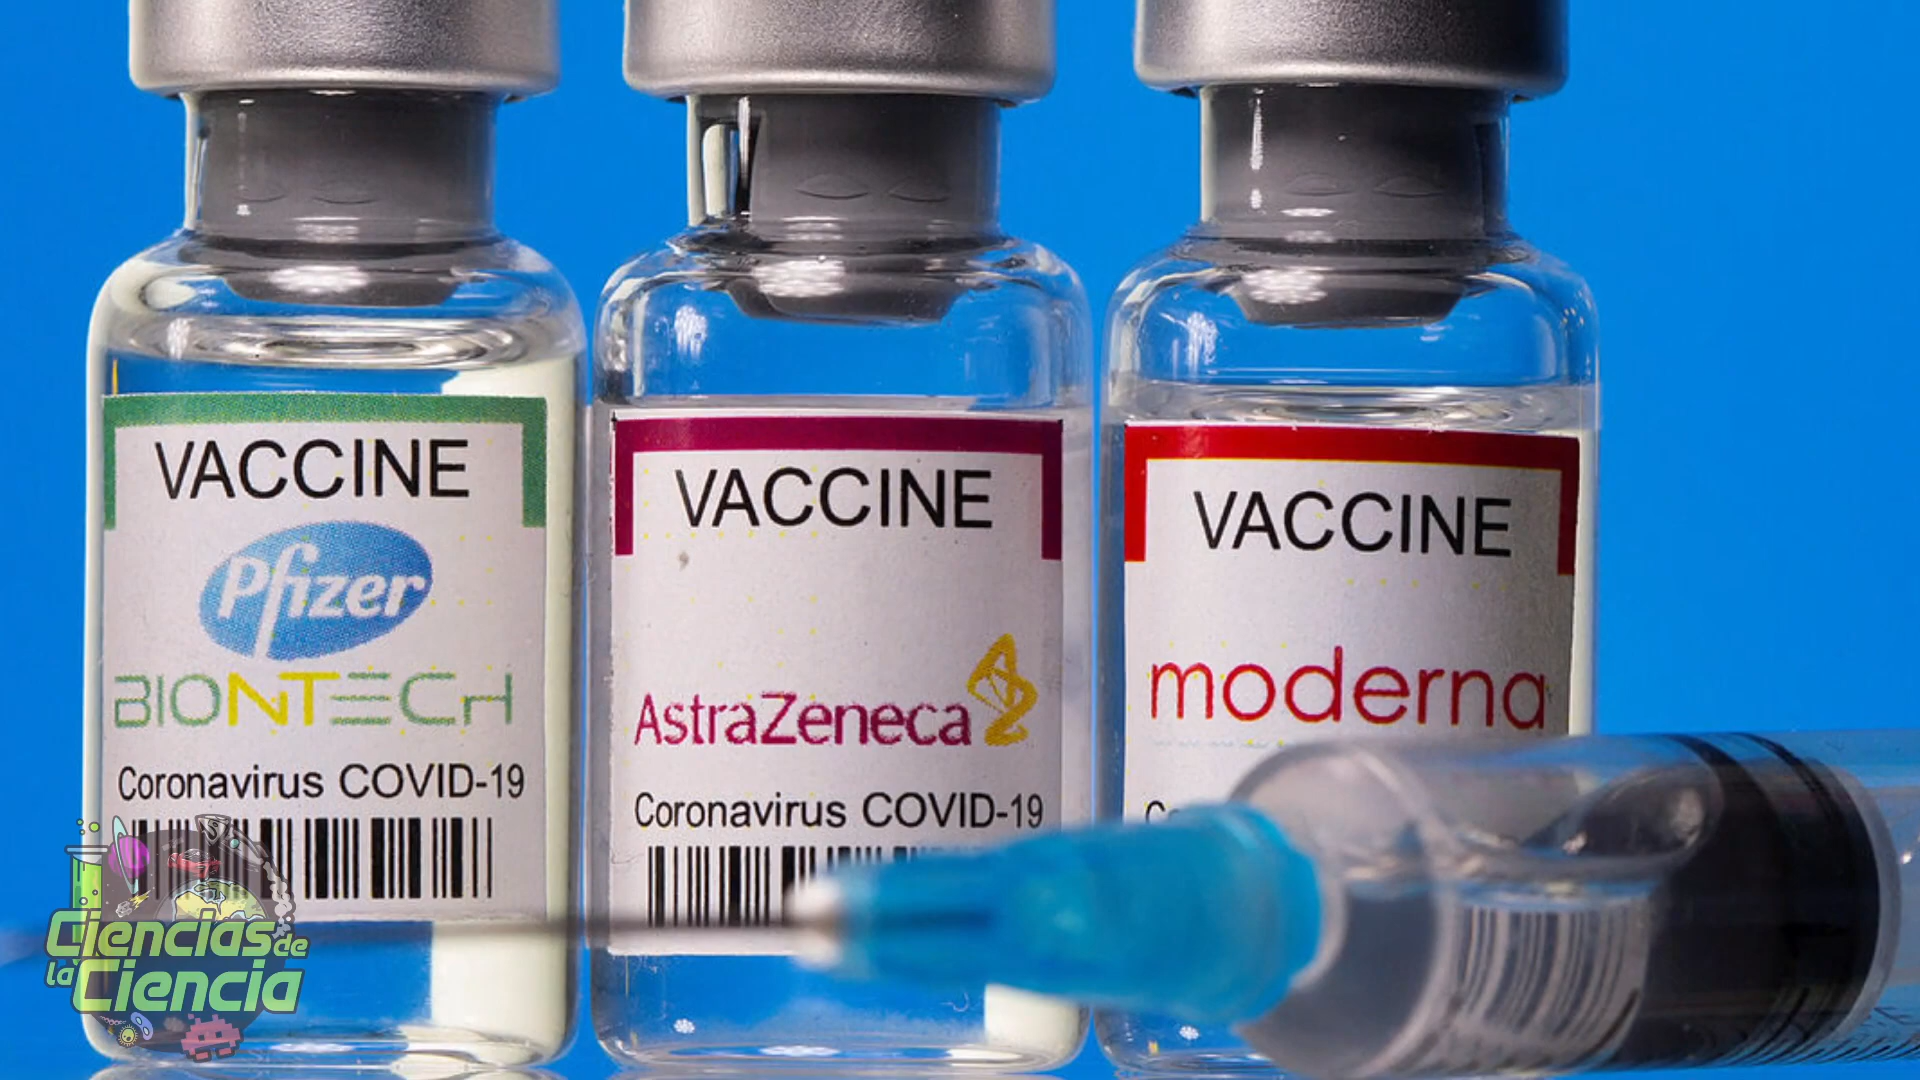 VACCINE
Pfizer
BIONTECH
Coronavirus COVID-19
VACCINE
AstraZeneca
Coronavirus COVID-19
VACCINE
moderna
Ciencias de
la Ciencia